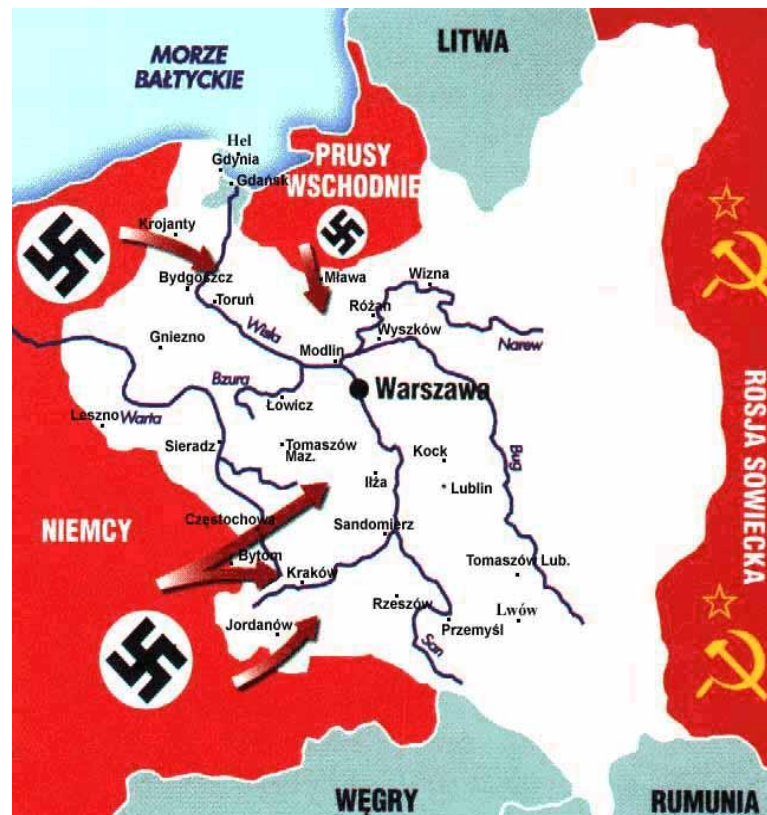 MORZE
BAŁTYCKIE
LITWA
Hel
Gdynia
Gdańsk
PRUSY
WSCHODNIE
Krojanty
Bydgoszcz
Toruń
Mława
Wizna
Różan
Wyszków
Narew
Gniezno
Wisła
Modlin
Bzura
Warszawa
Łowicz
Leszno
Warta
Sieradz
Tomaszów
Maz.
Kock
Bug
Iłża
Lublin
ROSJA SOWIECKA
NIEMCY
Częstochowa
Sandomierz
Bytom
Kraków
Tomaszów Lub.
Rzeszów
Lwów
Jordanów
Przemyśl
San
WĘGRY
RUMUNIA